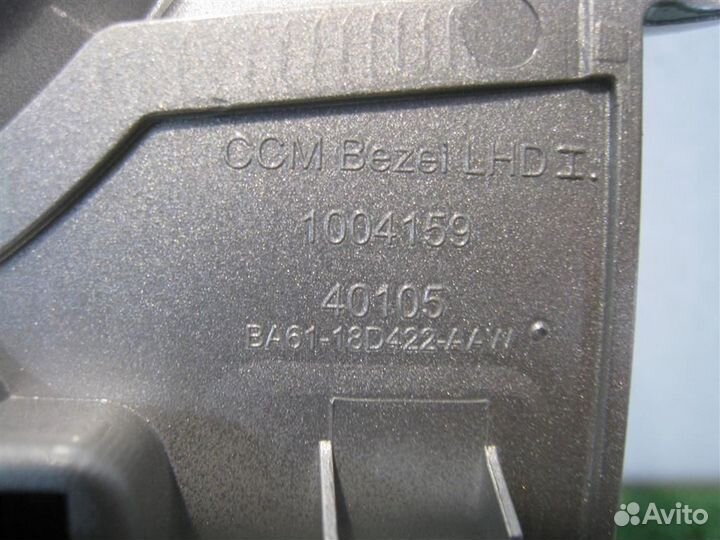 CCM Bezel LHD I.
1004159
40105
BA61-18D422-AAW
Avito